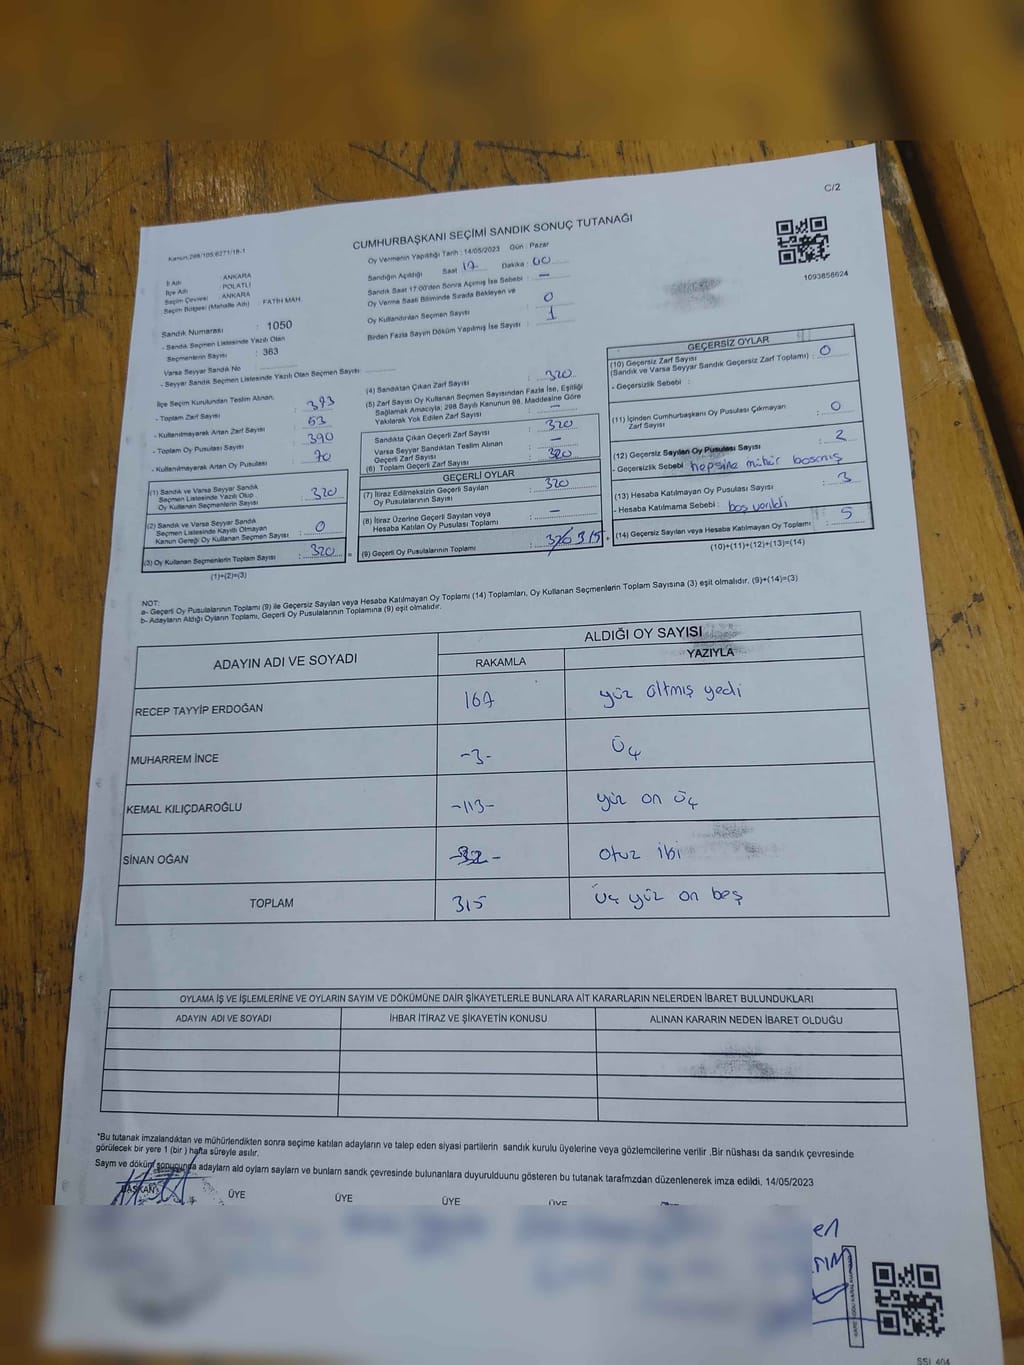 C/2
Kanun:298/105;6271/18-1
CUMHURBAŞKANI SEÇİMİ SANDIK SONUÇ TUTANAĞI
1093858624
İli Adı : ANKARA
İlçe Adı : POLATLI
Seçim Çevresi : ANKARA
Seçim Bölgesi (Mahalle Adı) : FATİH MAH.
Sandık Numarası : 1050
- Sandık Seçmen Listesinde Yazılı Olan
Seçmenlerin Sayısı : 363
Varsa Seyyar Sandık No
- Seyyar Sandık Seçmen Listesinde Yazılı Olan Seçmen Sayısı:
Oy Vermenin Yapıldığı Tarih : 14/05/2023 Gün : Pazar
Sandığın Açıldığı Saat 17 Dakika : 00
Sandık Saat 17:00'den Sonra Açılmış İse Sebebi : -
Oy Verme Saati Bitiminde Sırada Bekleyen ve
Oy Kullandırılan Seçmen Sayısı : 0
Birden Fazla Sayım Döküm Yapılmış İse Sayısı : 1
İlçe Seçim Kurulundan Teslim Alınan:
- Toplam Zarf Sayısı : 373
- Kullanılmayarak Artan Zarf Sayısı : 53
- Toplam Oy Pusulası Sayısı : 390
- Kullanılmayarak Artan Oy Pusulası : 70
(1) Sandık ve Varsa Seyyar Sandık
Seçmen Listesinde Yazılı Olup
Oy Kullanan Seçmenlerin Sayısı : 320
(2) Sandık ve Varsa Seyyar Sandık
Seçmen Listesinde Kayıtlı Olmayan
Kanun Gereği Oy Kullanan Seçmen Sayısı : 0
(3) Oy Kullanan Seçmenlerin Toplam Sayısı : 320 =
(1)+(2)=(3)
(4) Sandıktan Çıkan Zarf Sayısı : 320
(5) Zarf Sayısı Oy Kullanan Seçmen Sayısından Fazla İse, Eşitliği
Sağlamak Amacıyla; 298 Sayılı Kanunun 98. Maddesine Göre
Yakılarak Yok Edilen Zarf Sayısı : -
Sandıkta Çıkan Geçerli Zarf Sayısı : 320
Varsa Seyyar Sandıktan Teslim Alınan
Geçerli Zarf Sayısı : -
(6) Toplam Geçerli Zarf Sayısı : 320
GEÇERLİ OYLAR
(7) İtiraz Edilmeksizin Geçerli Sayılan
Oy Pusulalarının Sayısı : 320
(8) İtiraz Üzerine Geçerli Sayılan veya
Hesaba Katılan Oy Pusulası Toplamı : -
(9) Geçerli Oy Pusulalarının Toplamı : 315 +
GEÇERSİZ OYLAR
(10) Geçersiz Zarf Sayısı
(Sandık ve Varsa Seyyar Sandık Geçersiz Zarf Toplamı) : 0
- Geçersizlik Sebebi :
(11) İçinden Cumhurbaşkanı Oy Pusulası Çıkmayan
Zarf Sayısı : 0
(12) Geçersiz Sayılan Oy Pusulası Sayısı : 2
- Geçersizlik Sebebi : hepsine mühür basmış
(13) Hesaba Katılmayan Oy Pusulası Sayısı : 3
- Hesaba Katılmama Sebebi : boş verildi
(14) Geçersiz Sayılan veya Hesaba Katılmayan Oy Toplamı : 5
(10)+(11)+(12)+(13)=(14)
NOT:
a- Geçerli Oy Pusulalarının Toplamı (9) ile Geçersiz Sayılan veya Hesaba Katılmayan Oy Toplamı (14) Toplamları, Oy Kullanan Seçmenlerin Toplam Sayısına (3) eşit olmalıdır. (9)+(14)=(3)
b- Adayların Aldığı Oyların Toplamı, Geçerli Oy Pusulalarının Toplamına (9) eşit olmalıdır.
ADAYIN ADI VE SOYADI ALDIĞI OY SAYISI
RAKAMLA YAZIYLA
RECEP TAYYİP ERDOĞAN 167 yüz altmış yedi
MUHARREM İNCE -3- Üç
KEMAL KILIÇDAROĞLU -113- yüz on üç
SİNAN OĞAN -32- otuz iki
TOPLAM 315 Üç yüz on beş
OYLAMA İŞ VE İŞLEMLERİNE VE OYLARIN SAYIM VE DÖKÜMÜNE DAİR ŞİKAYETLERLE BUNLARA AİT KARARLARIN NELERDEN İBARET BULUNDUKLARI
ADAYIN ADI VE SOYADI İHBAR İTİRAZ VE ŞİKAYETİN KONUSU ALINAN KARARIN NEDEN İBARET OLDUĞU
*Bu tutanak imzalandıktan ve mühürlendikten sonra seçime katılan adayların ve talep eden siyasi partilerin sandık kurulu üyelerine veya gözlemcilerine verilir .Bir nüshası da sandık çevresinde
görülecek bir yere 1 (bir ) hafta süreyle asılır.
Sayım ve döküm sonucunda adayların ald oyların sayların ve bunların sandık çevresinde bulunanlara duyurulduunu gösteren bu tutanak tarafmzdan düzenlenerek imza edildi. 14/05/2023
BAŞKAN ÜYE ÜYE ÜYE ÜYE
SSI 404